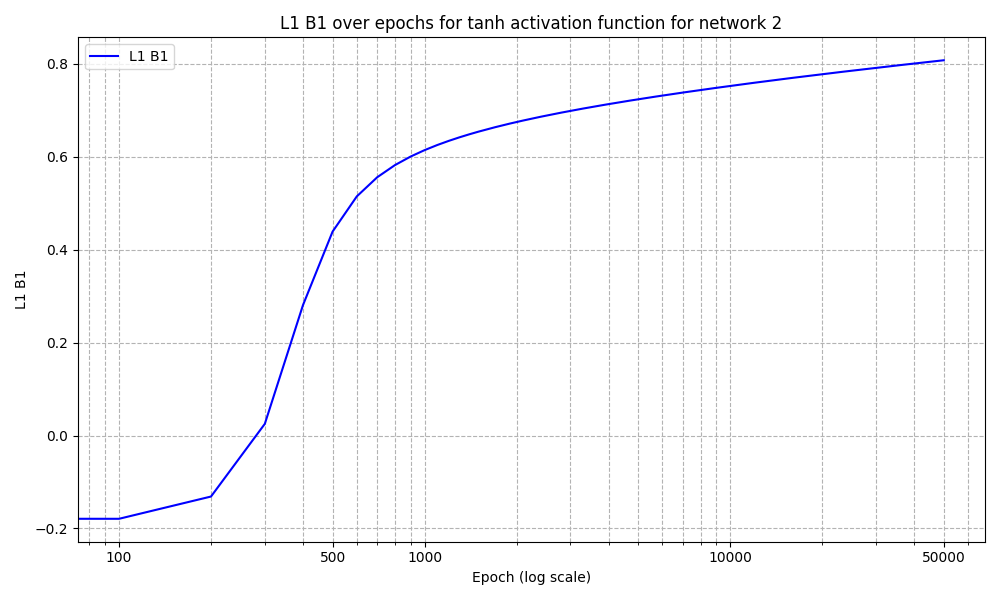 L1 B1 over epochs for tanh activation function for network 2
L1 B1
0.8
0.6
0.4
0.2
0.0
−0.2
L1 B1
100
500
1000
10000
50000
Epoch (log scale)